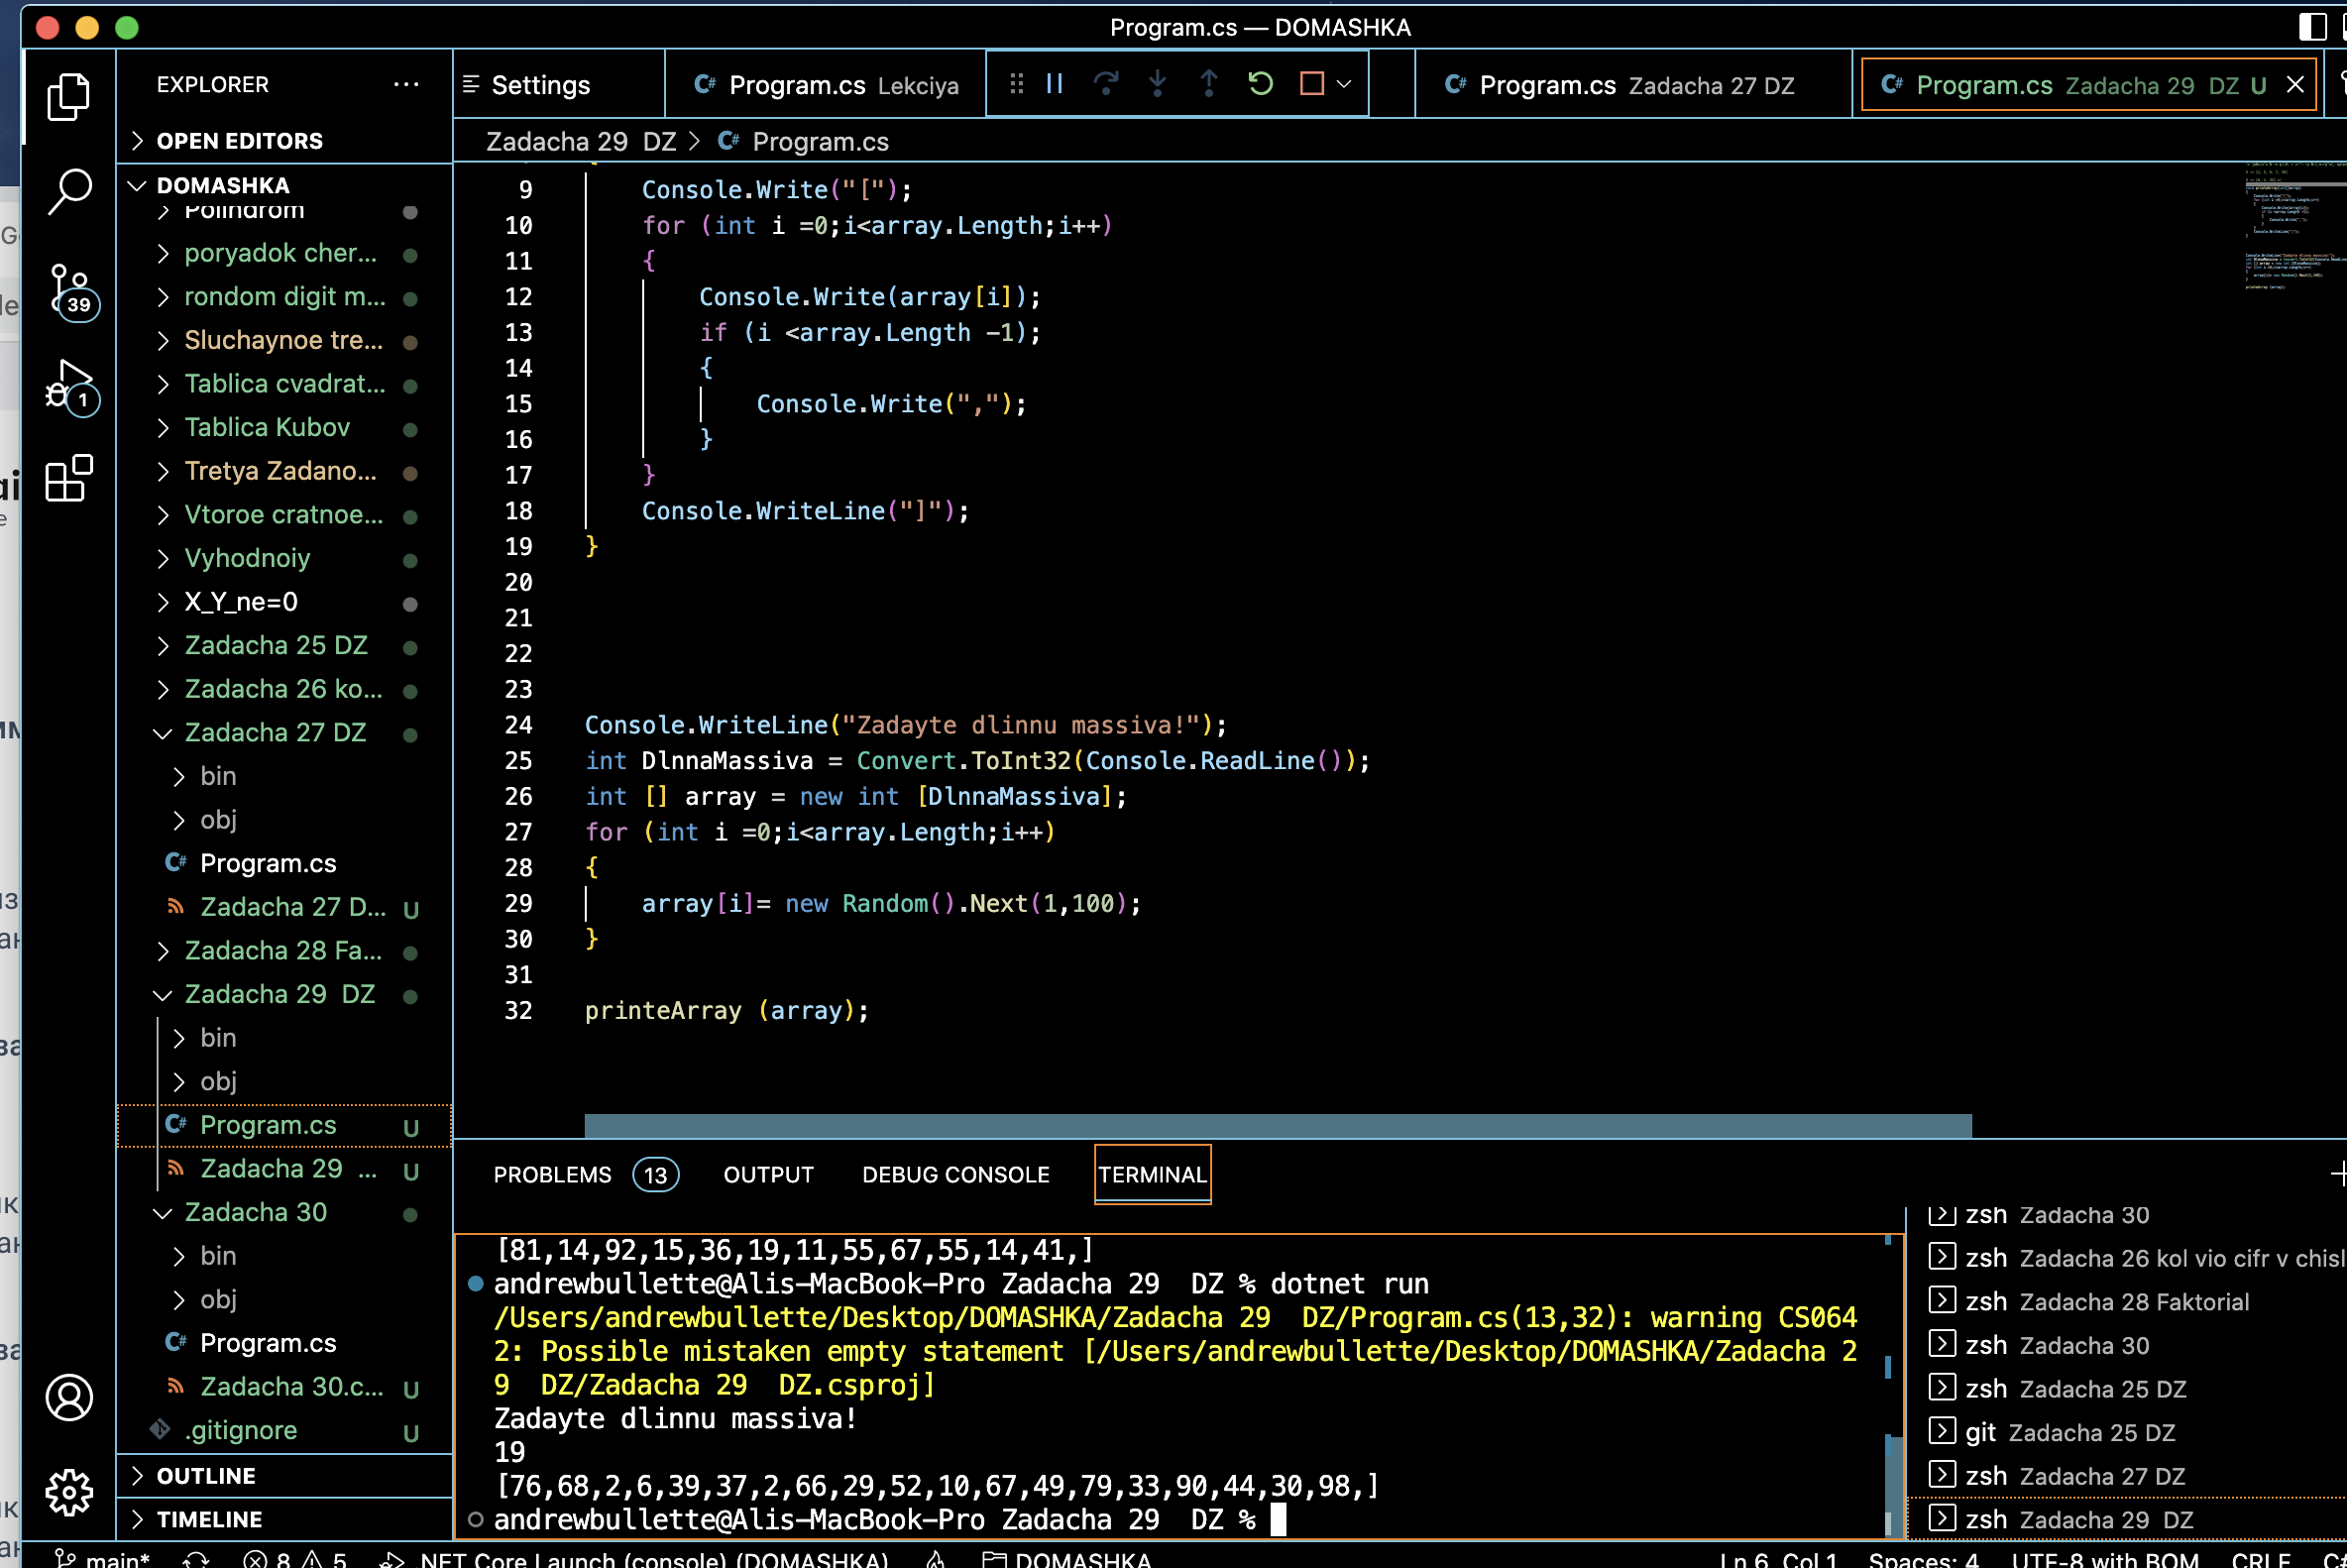 Program.cs — DOMASHKA
EXPLORER
Settings
Program.cs Lekciya
Program.cs Zadacha 27 DZ
Program.cs Zadacha 29 DZ U
Zadacha 29 DZ > Program.cs
OPEN EDITORS
DOMASHKA
Polindrom
poryadok cher...
rondom digit m...
Sluchaynoe tre...
Tablica cvadrat...
Tablica Kubov
Tretya Zadano...
Vtoroe cratnoe...
Vyhodnoiy
X_Y_ne=0
Zadacha 25 DZ
Zadacha 26 ko...
Zadacha 27 DZ
bin
obj
Program.cs
Zadacha 27 D... U
Zadacha 28 Fa...
Zadacha 29 DZ
bin
obj
Program.cs U
Zadacha 29 ... U
Zadacha 30
bin
obj
Program.cs
Zadacha 30.c... U
.gitignore U
OUTLINE
TIMELINE
39
1
9 Console.Write("[");
10 for (int i =0;i<array.Length;i++)
11 {
12 Console.Write(array[i]);
13 if (i <array.Length -1);
14 {
15 Console.Write(",");
16 }
17 }
18 Console.WriteLine("]");
19 }
20
21
22
23
24 Console.WriteLine("Zadayte dlinnu massiva!");
25 int DlnnaMassiva = Convert.ToInt32(Console.ReadLine());
26 int [] array = new int [DlnnaMassiva];
27 for (int i =0;i<array.Length;i++)
28 {
29 array[i]= new Random().Next(1,100);
30 }
31
32 printeArray (array);
PROBLEMS 13 OUTPUT DEBUG CONSOLE TERMINAL
[81,14,92,15,36,19,11,55,67,55,14,41,]
andrewbullette@Alis-MacBook-Pro Zadacha 29  DZ % dotnet run
/Users/andrewbullette/Desktop/DOMASHKA/Zadacha 29  DZ/Program.cs(13,32): warning CS064
2: Possible mistaken empty statement [/Users/andrewbullette/Desktop/DOMASHKA/Zadacha 2
9  DZ/Zadacha 29  DZ.csproj]
Zadayte dlinnu massiva!
19
[76,68,2,6,39,37,2,66,29,52,10,67,49,79,33,90,44,30,98,]
andrewbullette@Alis-MacBook-Pro Zadacha 29  DZ %
zsh Zadacha 30
zsh Zadacha 26 kol vio cifr v chisl
zsh Zadacha 28 Faktorial
zsh Zadacha 30
zsh Zadacha 25 DZ
git Zadacha 25 DZ
zsh Zadacha 27 DZ
zsh Zadacha 29 DZ
main* 8 5 .NET Core Launch (console) (DOMASHKA) DOMASHKA
Ln 6, Col 1 Spaces: 4 UTF-8 with BOM CRLF